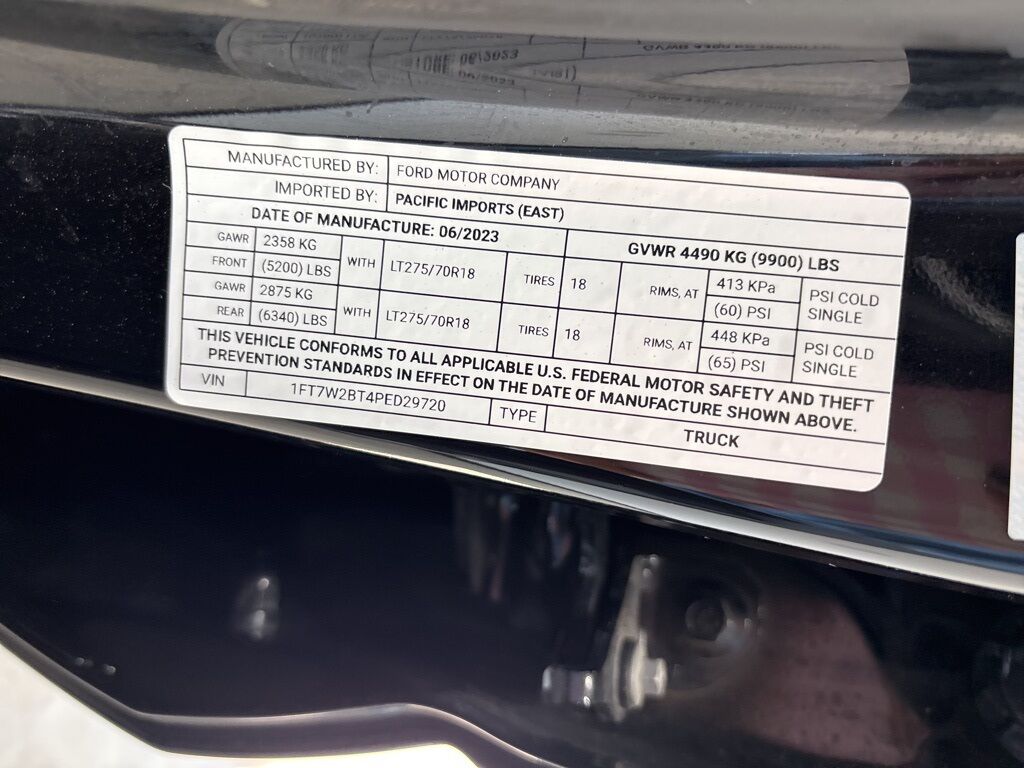 MANUFACTURED BY: FORD MOTOR COMPANY
IMPORTED BY: PACIFIC IMPORTS (EAST)
DATE OF MANUFACTURE: 06/2023 GVWR 4490 KG (9900) LBS
GAWR 2358 KG WITH LT275/70R18 TIRES 18 RIMS, AT 413 KPa PSI COLD
FRONT (5200) LBS (60) PSI SINGLE
GAWR 2875 KG WITH LT275/70R18 TIRES 18 RIMS, AT 448 KPa PSI COLD
REAR (6340) LBS (65) PSI SINGLE
THIS VEHICLE CONFORMS TO ALL APPLICABLE U.S. FEDERAL MOTOR SAFETY AND THEFT
PREVENTION STANDARDS IN EFFECT ON THE DATE OF MANUFACTURE SHOWN ABOVE.
VIN 1FT7W2BT4PED29720 TYPE TRUCK